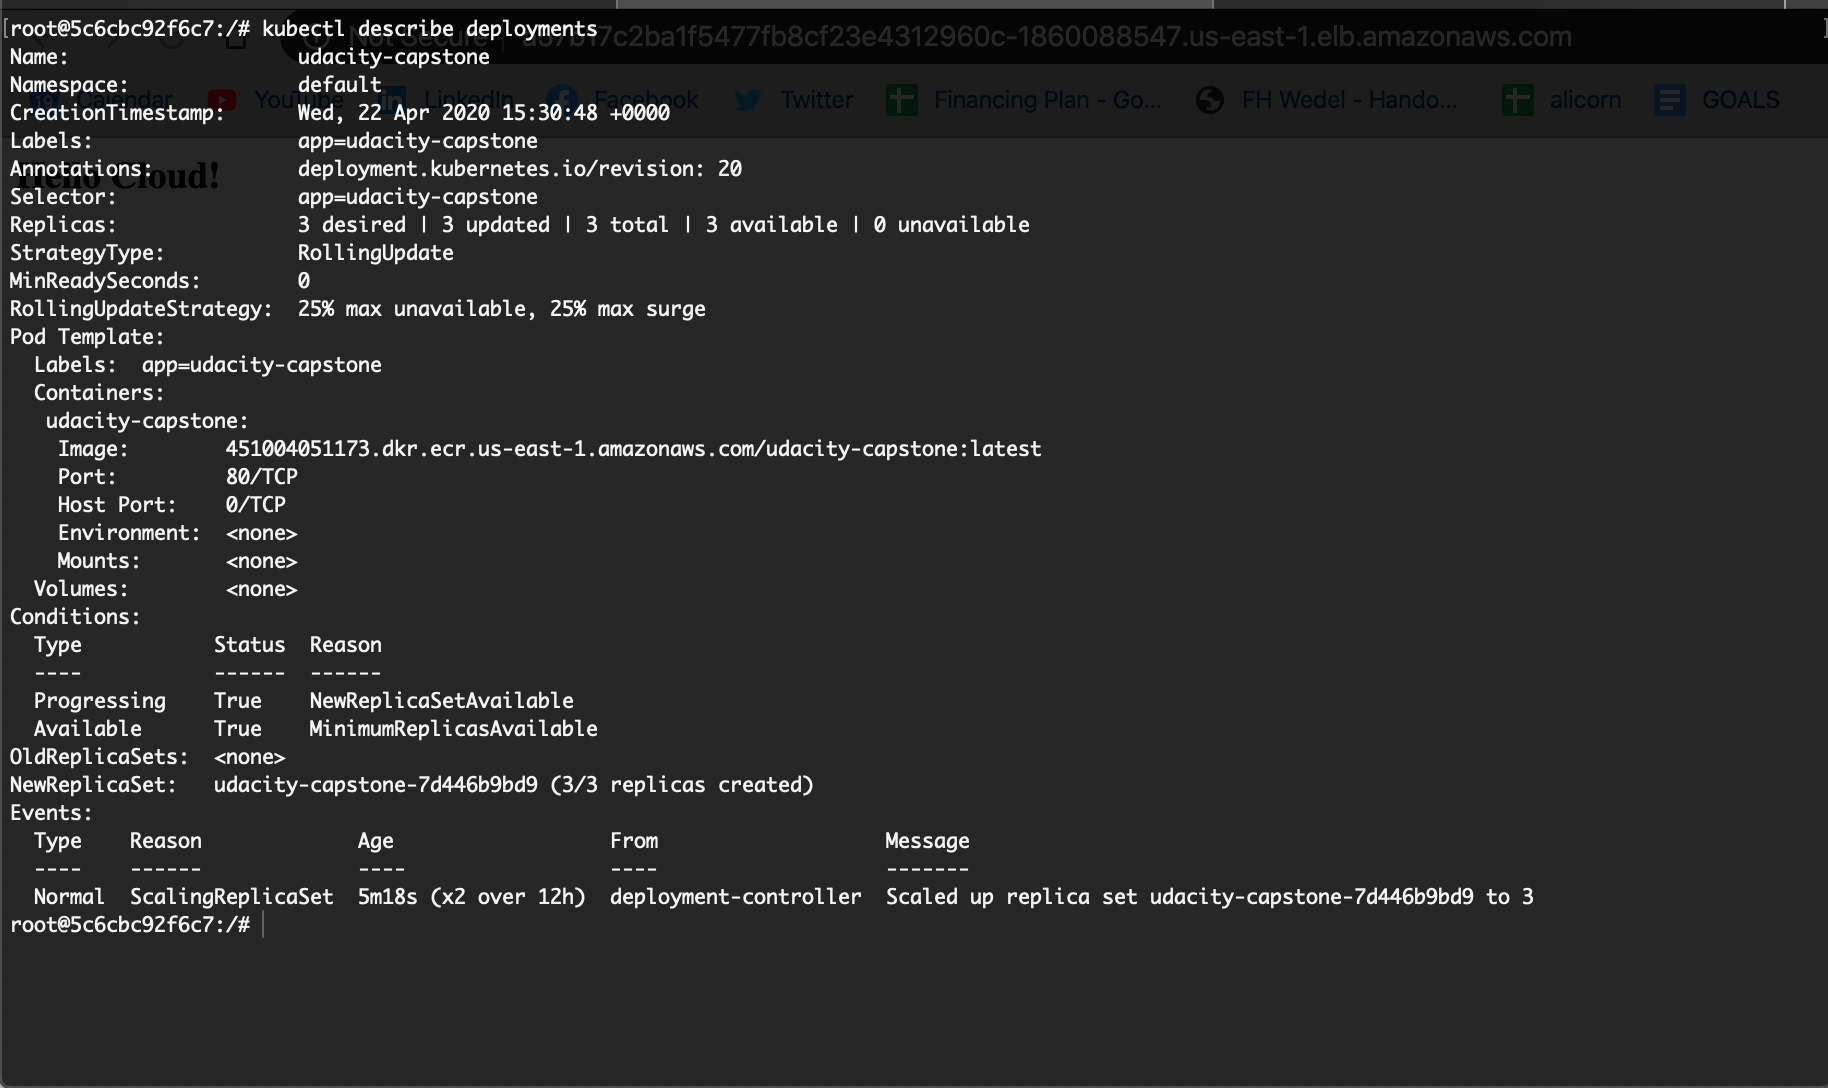 [root@5c6cbc92f6c7:/# kubectl describe deployments ]
Not Secure
a57b17c2ba1f5477fb8cf23e4312960c-1860088547.us-east-1.elb.amazonaws.com
Name:                   udacity-capstone
Namespace:              default
19 Calendar YouTube LinkedIn Facebook Twitter Financing Plan - Go... FH Wedel - Hando... alicorn GOALS
CreationTimestamp:      Wed, 22 Apr 2020 15:30:48 +0000
Labels:                 app=udacity-capstone
Annotations:            deployment.kubernetes.io/revision: 20
Hello Cloud!
Selector:               app=udacity-capstone
Replicas:               3 desired | 3 updated | 3 total | 3 available | 0 unavailable
StrategyType:           RollingUpdate
MinReadySeconds:        0
RollingUpdateStrategy:  25% max unavailable, 25% max surge
Pod Template:
  Labels:  app=udacity-capstone
  Containers:
   udacity-capstone:
    Image:        451004051173.dkr.ecr.us-east-1.amazonaws.com/udacity-capstone:latest
    Port:         80/TCP
    Host Port:    0/TCP
    Environment:  <none>
    Mounts:       <none>
  Volumes:        <none>
Conditions:
  Type           Status  Reason
  ----           ------  ------
  Progressing    True    NewReplicaSetAvailable
  Available      True    MinimumReplicasAvailable
OldReplicaSets:  <none>
NewReplicaSet:   udacity-capstone-7d446b9bd9 (3/3 replicas created)
Events:
  Type    Reason             Age                  From                   Message
  ----    ------             ----                 ----                   -------
  Normal  ScalingReplicaSet  5m18s (x2 over 12h)  deployment-controller  Scaled up replica set udacity-capstone-7d446b9bd9 to 3
root@5c6cbc92f6c7:/#